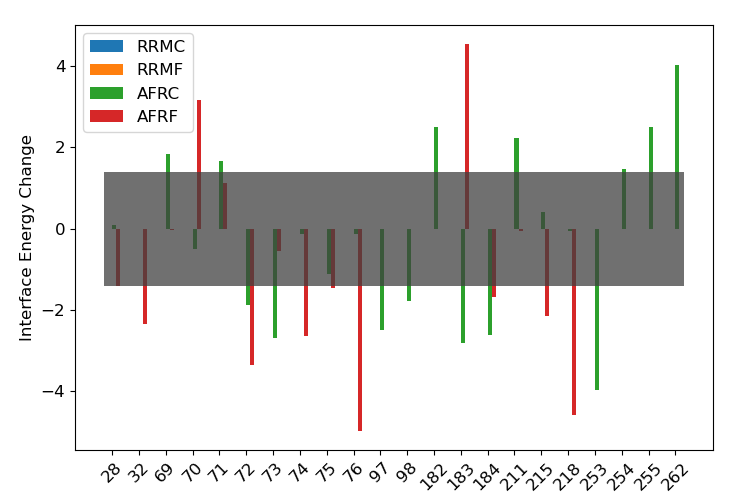 RRMC
RRMF
AFRC
AFRF
Interface Energy Change
4
2
0
−2
−4
28 32 69 70 71 72 73 74 75 76 97 98 182 183 184 211 215 218 253 254 255 262